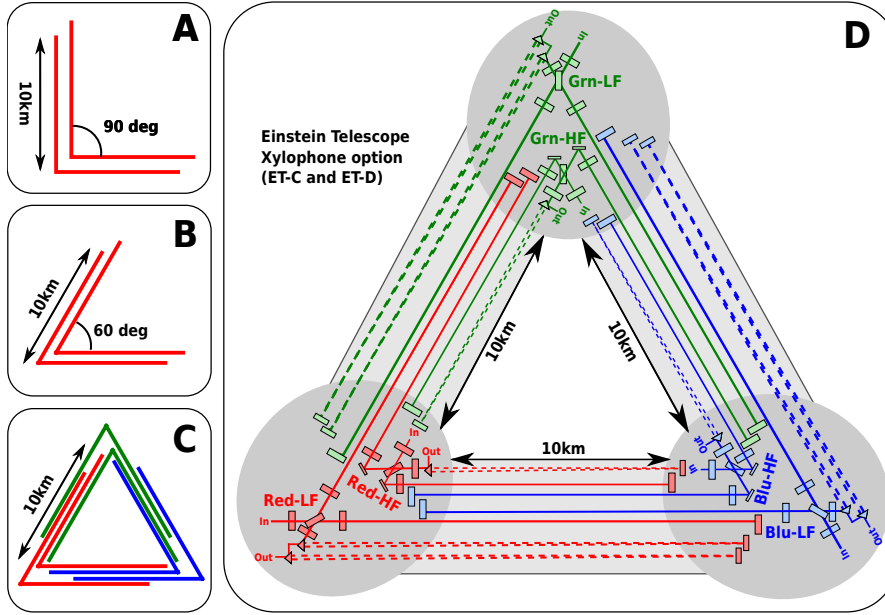 A
10km
90 deg
B
10km
60 deg
C
10km
D
Einstein Telescope
Xylophone option
(ET-C and ET-D)
Out
In
Grn-LF
Grn-HF
Out
In
10km
10km
10km
In
Out
Red-HF
Red-LF
In
Out
Out
In
Blu-HF
Blu-LF
In
Out